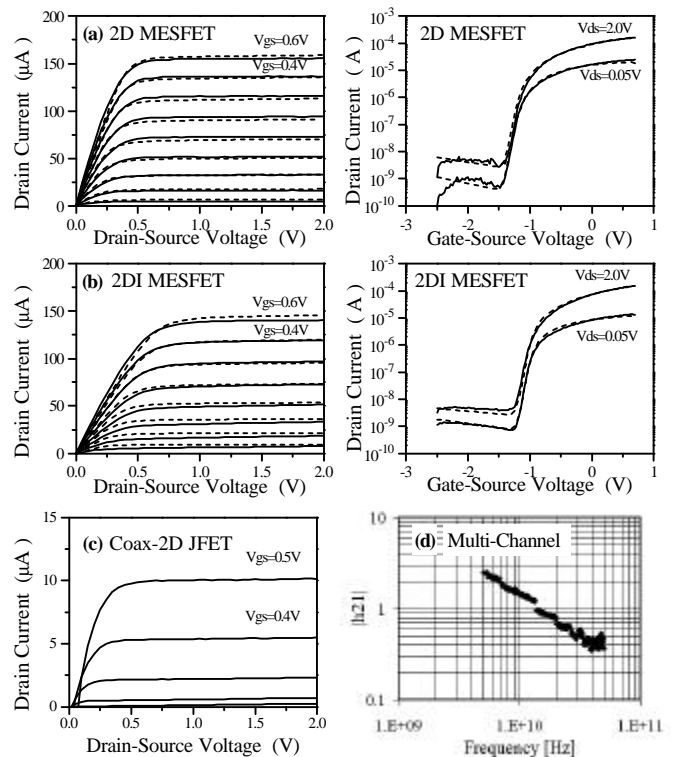 (a) 2D MESFET
Vgs=0.6V
Vgs=0.4V
200
150
100
50
0
0.0 0.5 1.0 1.5 2.0
Drain Current (μA)
Drain-Source Voltage (V)
2D MESFET
Vds=2.0V
Vds=0.05V
10-3
10-4
10-5
10-6
10-7
10-8
10-9
10-10
-3 -2 -1 0 1
Drain Current ( A )
Gate-Source Voltage (V)
(b) 2DI MESFET
Vgs=0.6V
Vgs=0.4V
200
150
100
50
0
0.0 0.5 1.0 1.5 2.0
Drain Current (μA)
Drain-Source Voltage (V)
2DI MESFET
Vds=2.0V
Vds=0.05V
10-3
10-4
10-5
10-6
10-7
10-8
10-9
10-10
-3 -2 -1 0 1
Drain Current ( A )
Gate-Source Voltage (V)
(c) Coax-2D JFET
Vgs=0.5V
Vgs=0.4V
15
10
5
0
0.0 0.5 1.0 1.5 2.0
Drain Current (μA)
Drain-Source Voltage (V)
(d) Multi-Channel
10
1
0.1
1.E+09 1.E+10 1.E+11
|h21|
Frequency [Hz]